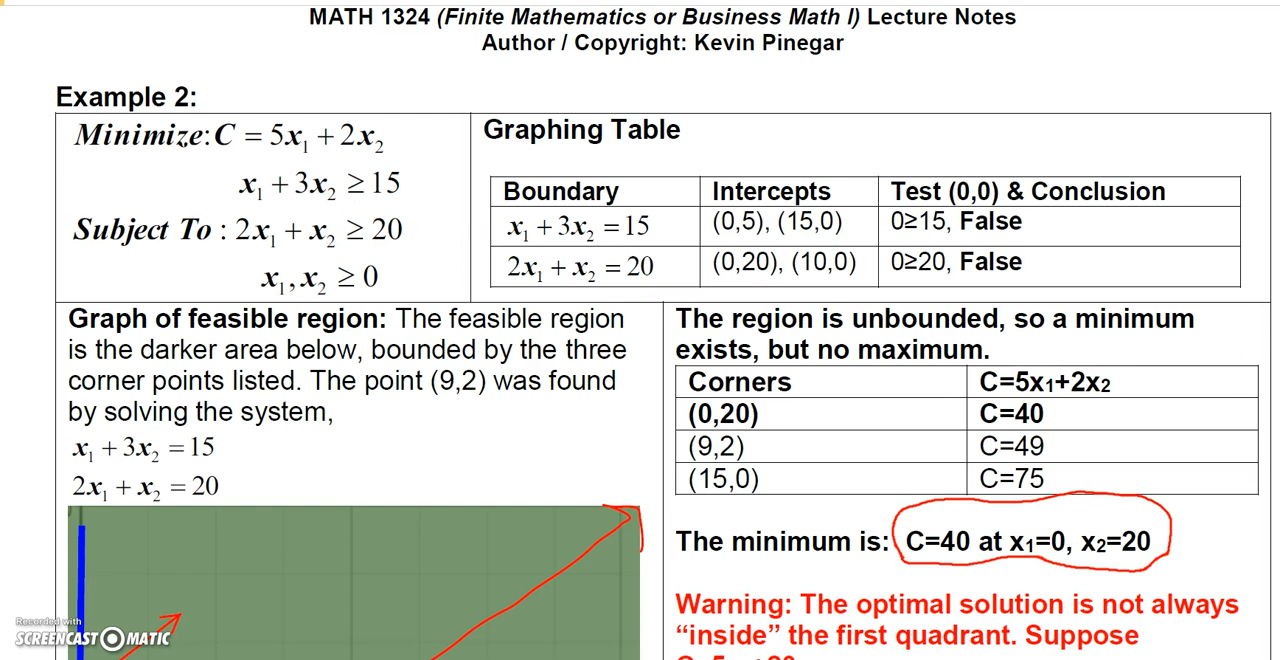 MATH 1324 (Finite Mathematics or Business Math I) Lecture Notes
Author / Copyright: Kevin Pinegar
Example 2:
Minimize: C = 5x₁ + 2x₂
x₁ + 3x₂ ≥ 15
Subject To : 2x₁ + x₂ ≥ 20
x₁, x₂ ≥ 0
Graphing Table
Boundary Intercepts Test (0,0) & Conclusion
x₁ + 3x₂ = 15 (0,5), (15,0) 0≥15, False
2x₁ + x₂ = 20 (0,20), (10,0) 0≥20, False
Graph of feasible region: The feasible region
is the darker area below, bounded by the three
corner points listed. The point (9,2) was found
by solving the system,
x₁ + 3x₂ = 15
2x₁ + x₂ = 20
The region is unbounded, so a minimum
exists, but no maximum.
Corners C=5x₁+2x₂
(0,20) C=40
(9,2) C=49
(15,0) C=75
The minimum is: C=40 at x₁=0, x₂=20
Warning: The optimal solution is not always
“inside” the first quadrant. Suppose
Recorded with
SCREENCAST MATIC